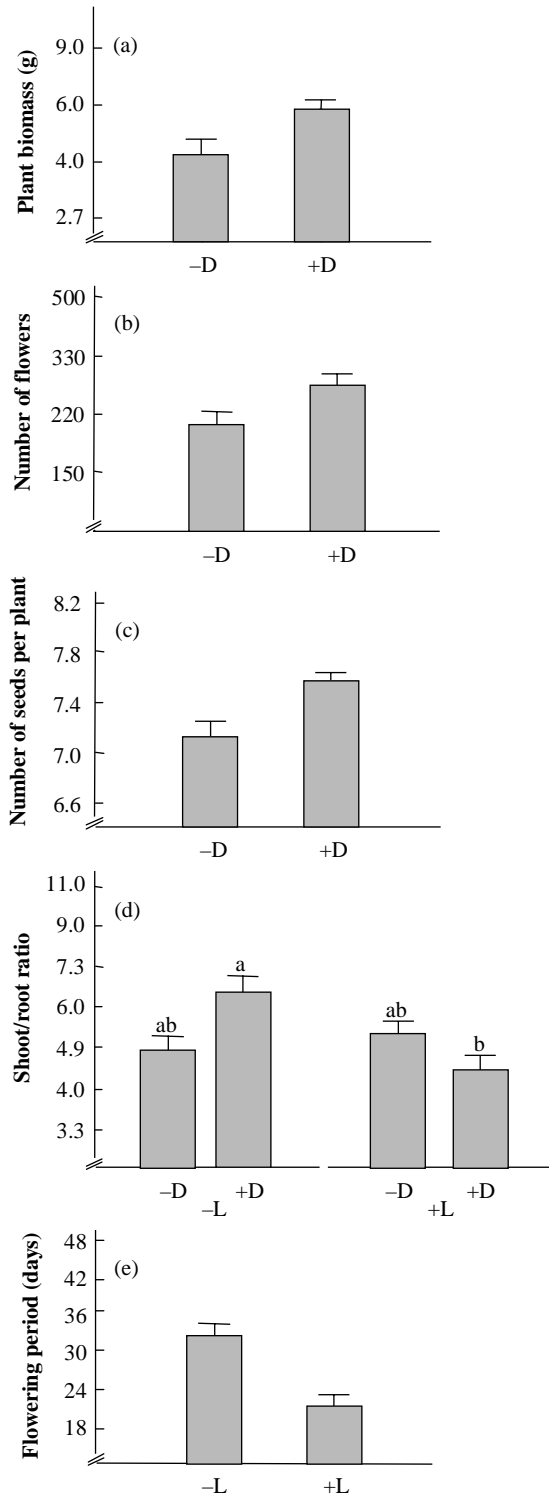 Plant biomass (g)
(a)
9.0
6.0
4.0
2.7
–D +D
Number of flowers
(b)
500
330
220
150
–D +D
Number of seeds per plant
(c)
8.2
7.8
7.4
7.0
6.6
–D +D
Shoot/root ratio
(d)
11.0
9.0
7.3
6.0
4.9
4.0
3.3
ab a ab b
–D +D –D +D
–L +L
Flowering period (days)
(e)
48
42
36
30
24
18
–L +L